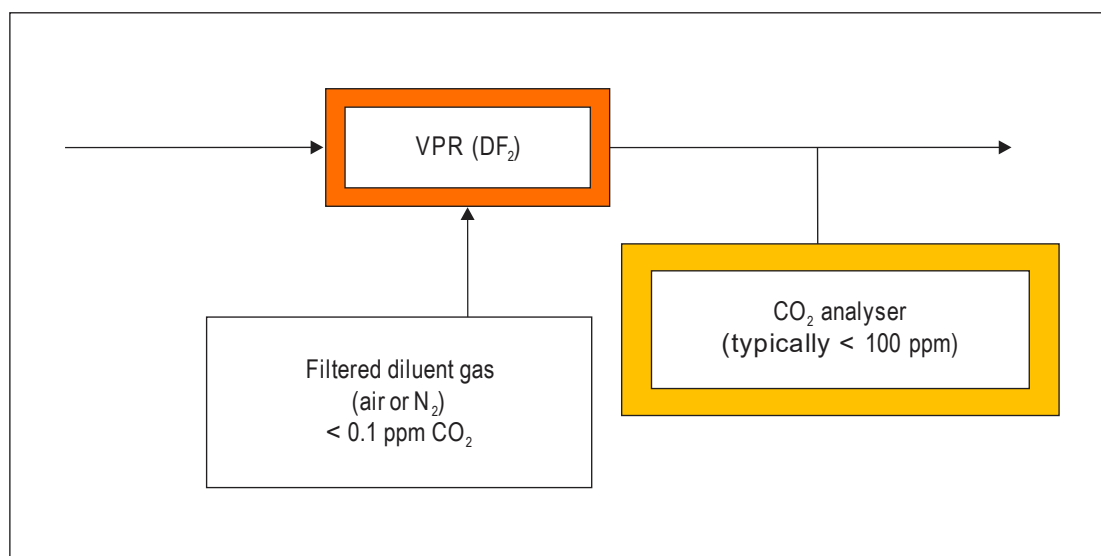 VPR (DF₂)
Filtered diluent gas
(air or N₂)
< 0.1 ppm CO₂
CO₂ analyser
(typically < 100 ppm)